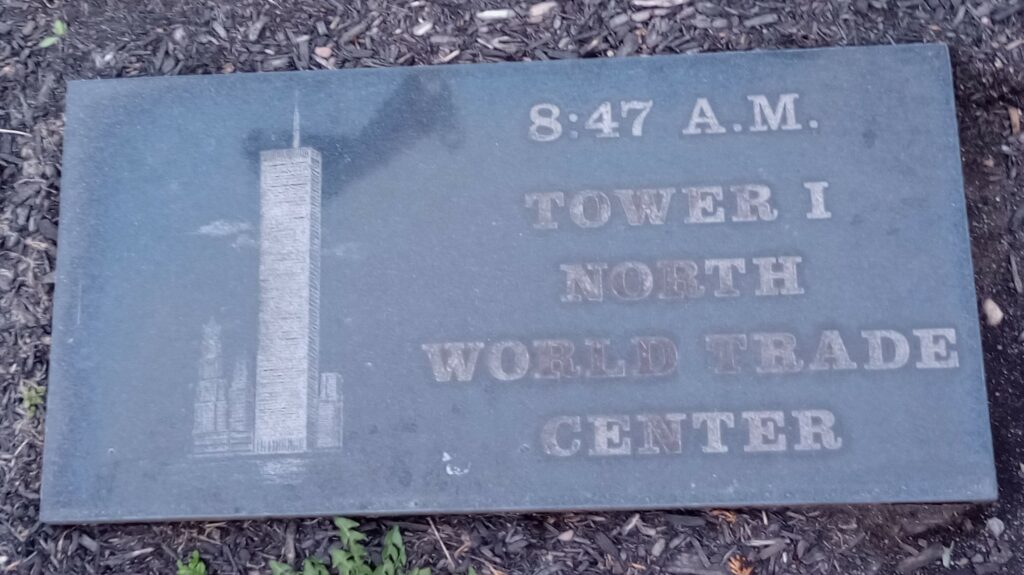 8:47 A.M.
TOWER I
NORTH
WORLD TRADE
CENTER